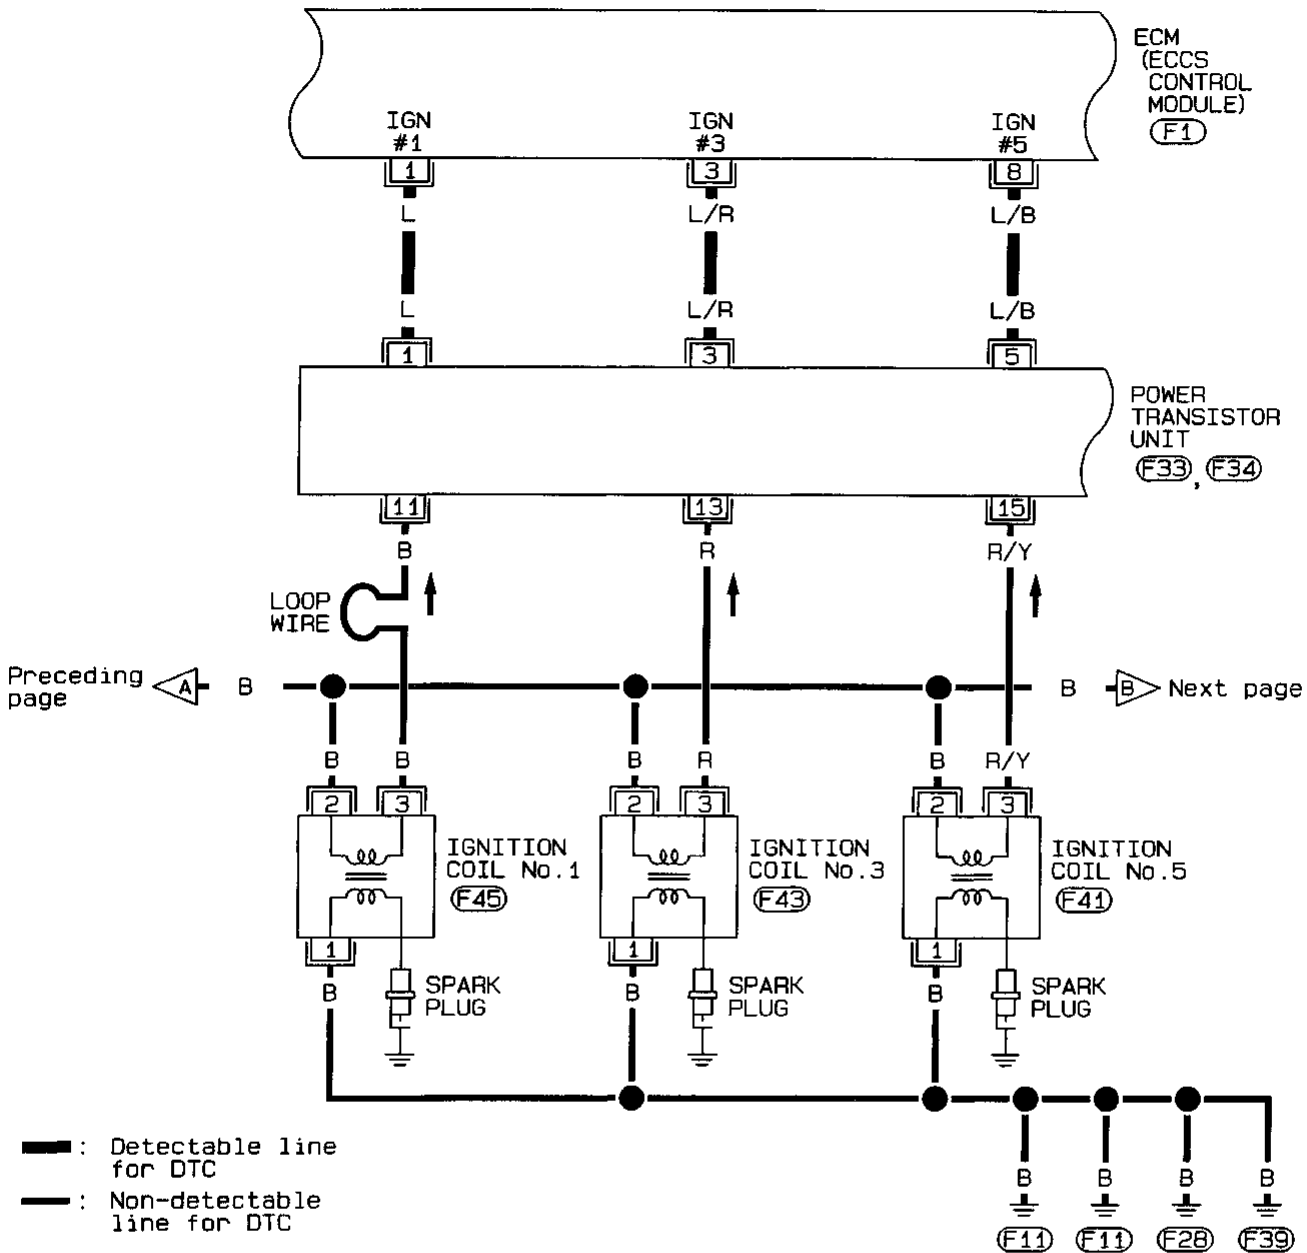 ECM
(ECCS
CONTROL
MODULE)
F1
IGN
#1
IGN
#3
IGN
#5
1
3
8
L
L/R
L/B
L
L/R
L/B
1
3
5
POWER
TRANSISTOR
UNIT
F33, F34
11
13
15
B
R
R/Y
LOOP
WIRE
Preceding
page
A
B
B
B
Next page
B
B
B
R
B
R/Y
2
3
2
3
2
3
IGNITION
COIL No.1
F45
IGNITION
COIL No.3
F43
IGNITION
COIL No.5
F41
1
1
1
B
SPARK
PLUG
B
SPARK
PLUG
B
SPARK
PLUG
: Detectable line
for DTC
: Non-detectable
line for DTC
B
B
B
B
F11
F11
F28
F39